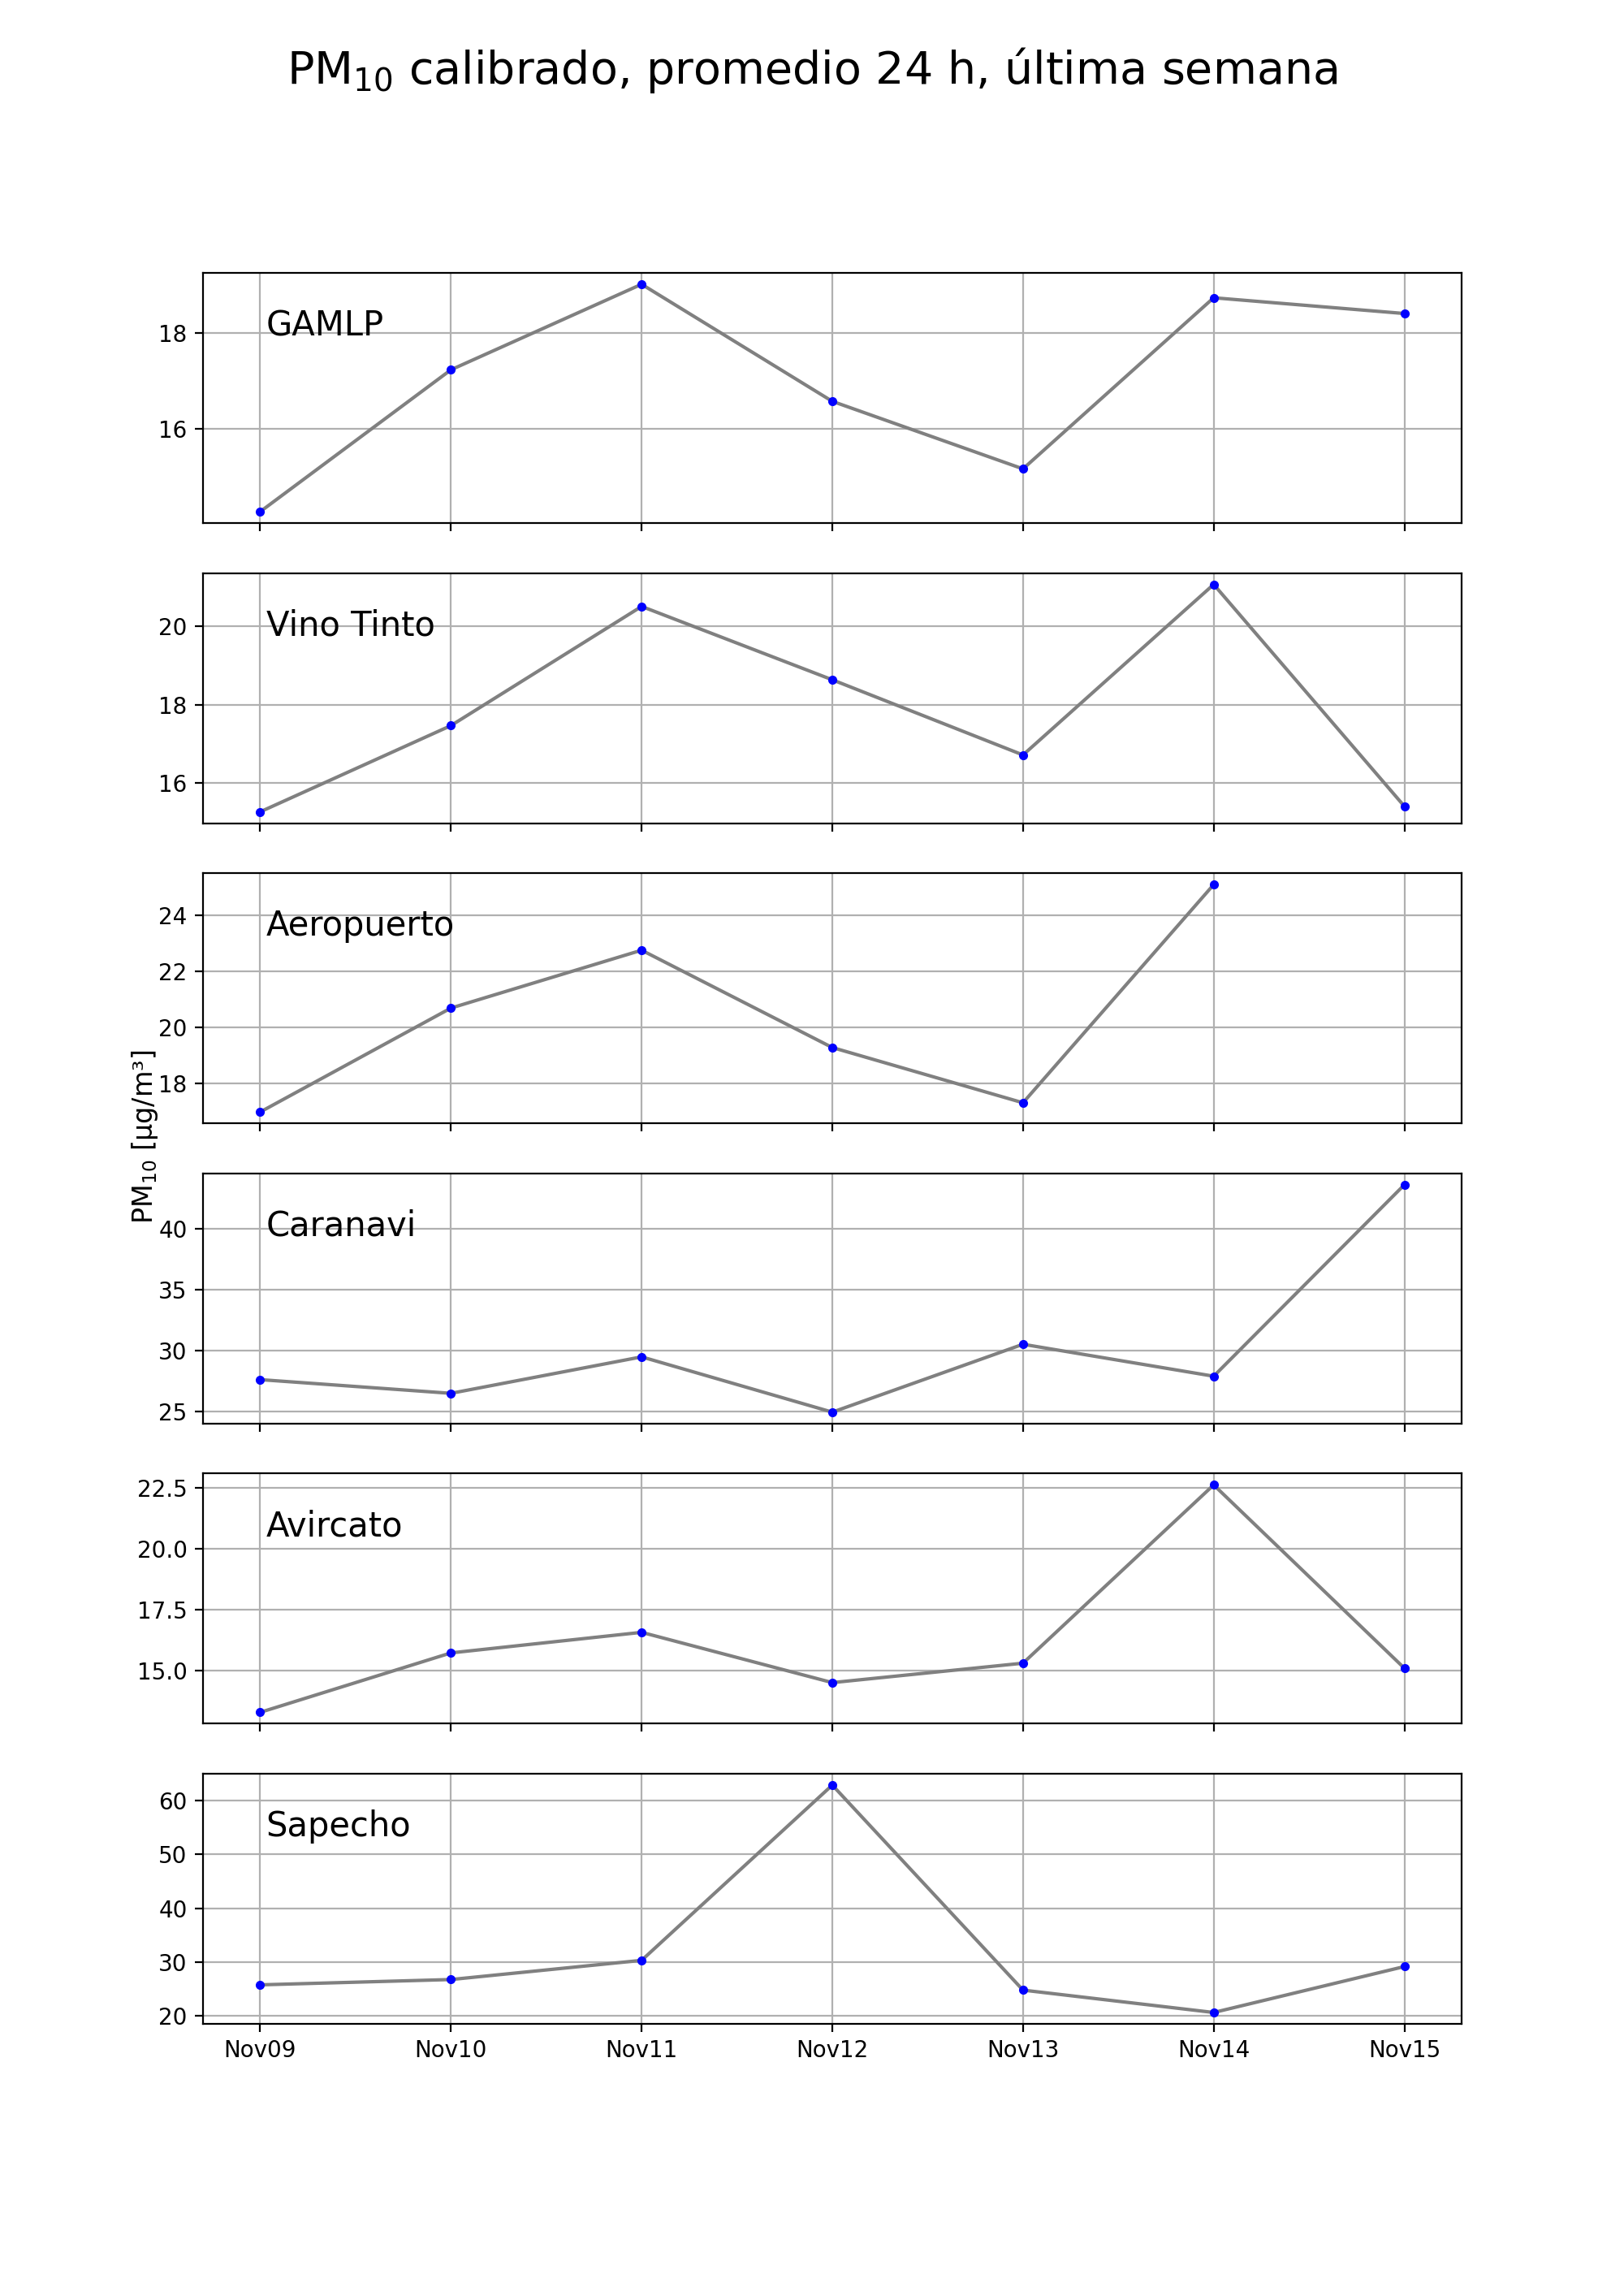 PM₁₀ calibrado, promedio 24 h, última semana
GAMLP
18
16
Vino Tinto
20
18
16
Aeropuerto
24
22
20
18
PM₁₀ [µg/m³]
Caranavi
40
35
30
25
Avircato
22.5
20.0
17.5
15.0
Sapecho
60
50
40
30
20
Nov09 Nov10 Nov11 Nov12 Nov13 Nov14 Nov15